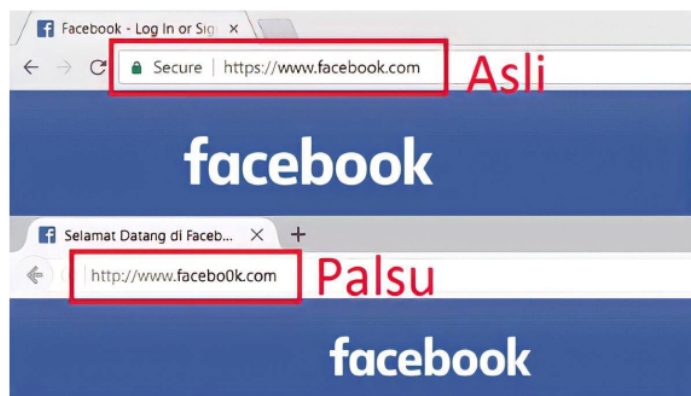 Facebook - Log In or Sig
Secure | https://www.facebook.com
Asli
facebook
Selamat Datang di Faceb...
http://www.facebo0k.com
Palsu
facebook